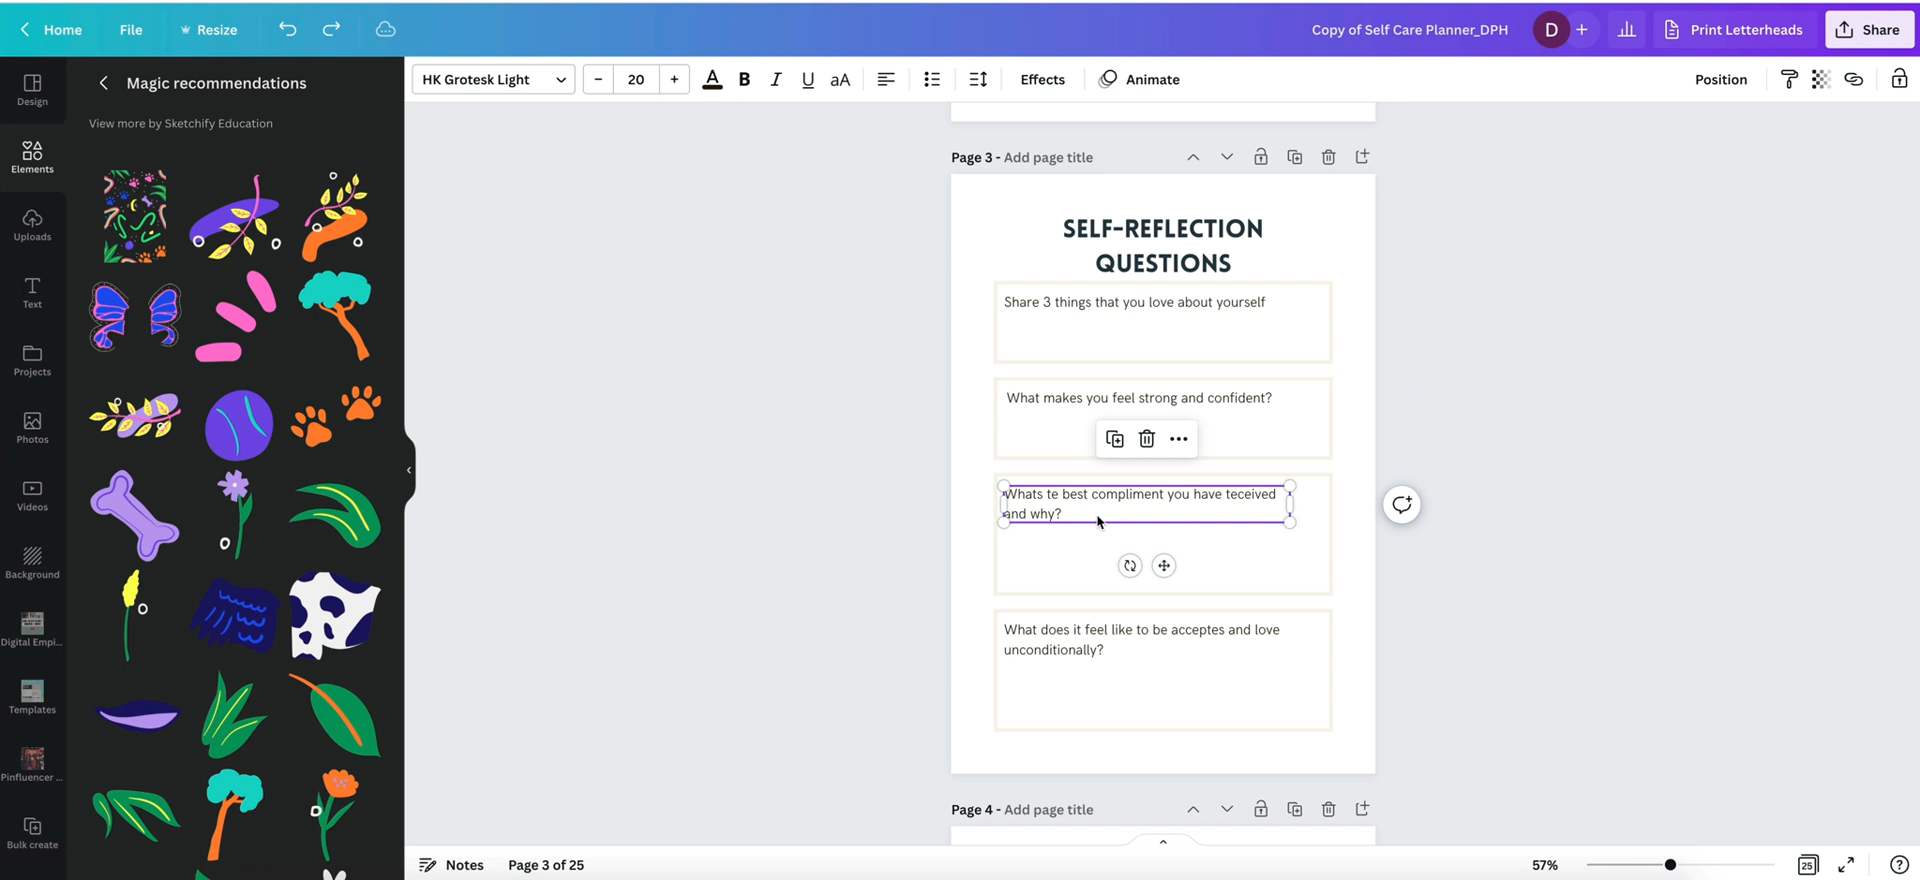 Home
File
Resize
Copy of Self Care Planner_DPH
D
Print Letterheads
Share
Design
Elements
Uploads
Text
Projects
Photos
Videos
Background
Digital Empi...
Templates
Pinfluencer ...
Bulk create
Magic recommendations
View more by Sketchify Education
HK Grotesk Light
20
A
B
I
U
aA
Effects
Animate
Position
Page 3 - Add page title
SELF-REFLECTION
QUESTIONS
Share 3 things that you love about yourself
What makes you feel strong and confident?
Whats te best compliment you have teceived
and why?
What does it feel like to be acceptes and love
unconditionally?
Page 4 - Add page title
Notes
Page 3 of 25
57%
25